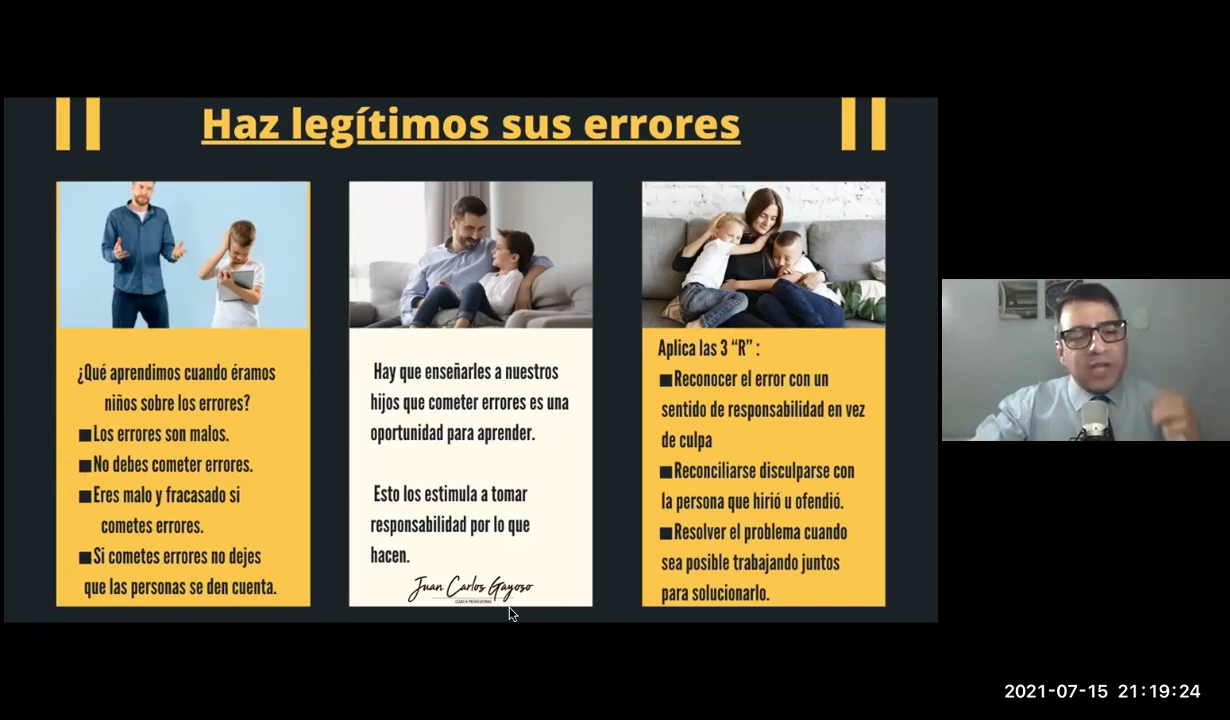 Haz legítimos sus errores
¿Qué aprendimos cuando éramos
niños sobre los errores?
■Los errores son malos.
■No debes cometer errores.
■Eres malo y fracasado si
cometes errores.
■Si cometes errores no dejes
que las personas se den cuenta.
Hay que enseñarles a nuestros
hijos que cometer errores es una
oportunidad para aprender.
Esto los estimula a tomar
responsabilidad por lo que
hacen.
Juan Carlos Gayoso
COACH PROFESIONAL
Aplica las 3 “R” :
■Reconocer el error con un
sentido de responsabilidad en vez
de culpa
■Reconciliarse disculparse con
la persona que hirió u ofendió.
■Resolver el problema cuando
sea posible trabajando juntos
para solucionarlo.
2021-07-15 21:19:24